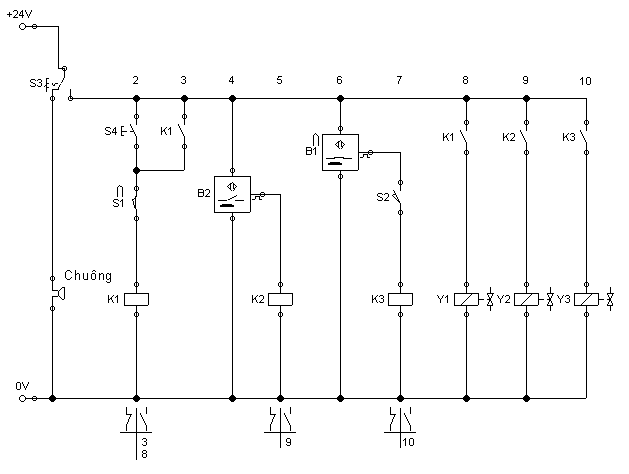 +24V
2 3 4 5 6 7 8 9 10
S3
S4 K1 B1 K1 K2 K3
S1 B2 S2
Chuông
K1 K2 K3 Y1 Y2 Y3
0V
3 9 10
8